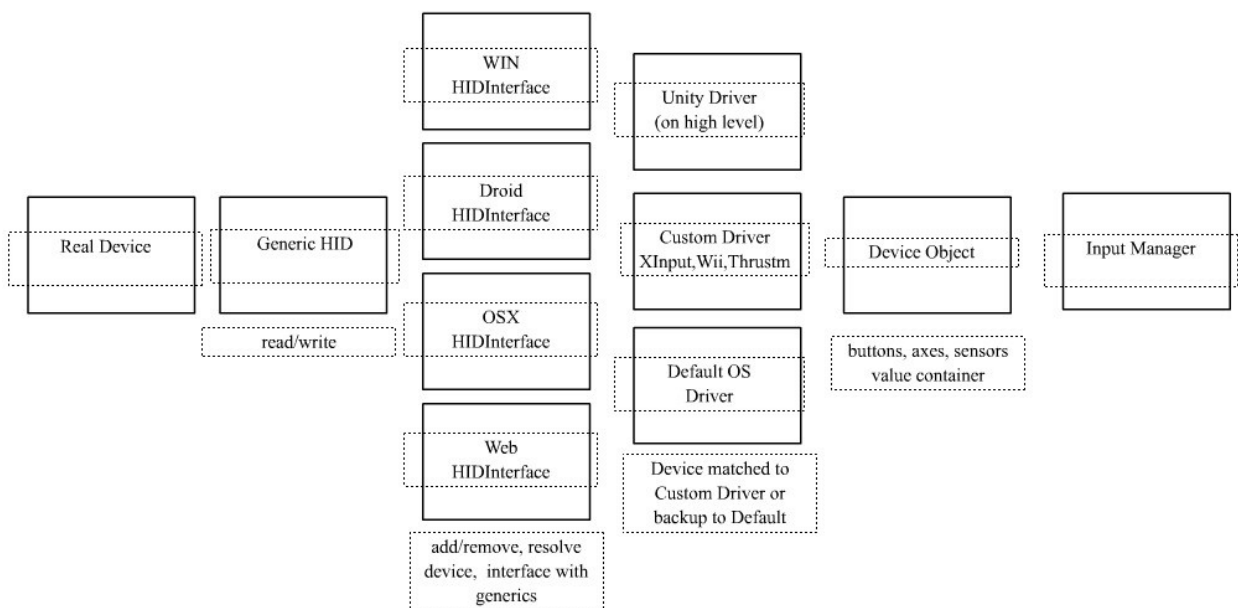 Real Device
Generic HID
read/write
WIN
HIDInterface
Droid
HIDInterface
OSX
HIDInterface
Web
HIDInterface
add/remove, resolve
device, interface with
generics
Unity Driver
(on high level)
Custom Driver
XInput,Wii,Thrustm
Default OS
Driver
Device matched to
Custom Driver or
backup to Default
Device Object
buttons, axes, sensors
value container
Input Manager